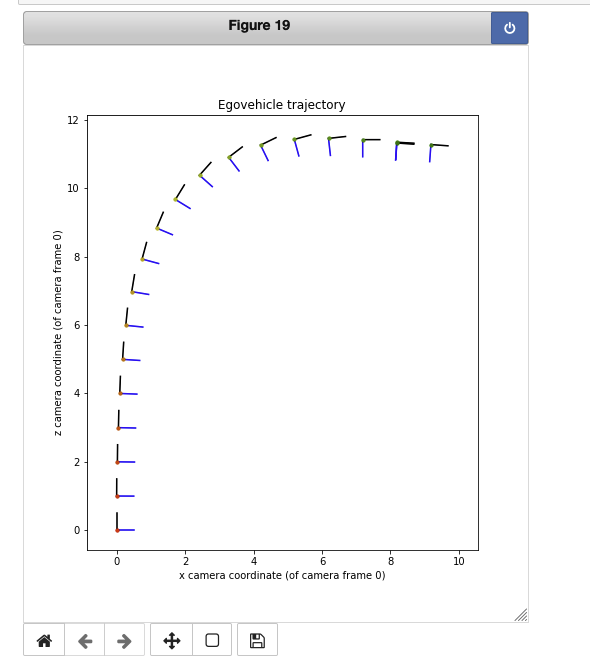 Figure 19
Egovehicle trajectory
12
10
8
6
4
2
0
z camera coordinate (of camera frame 0)
0 2 4 6 8 10
x camera coordinate (of camera frame 0)